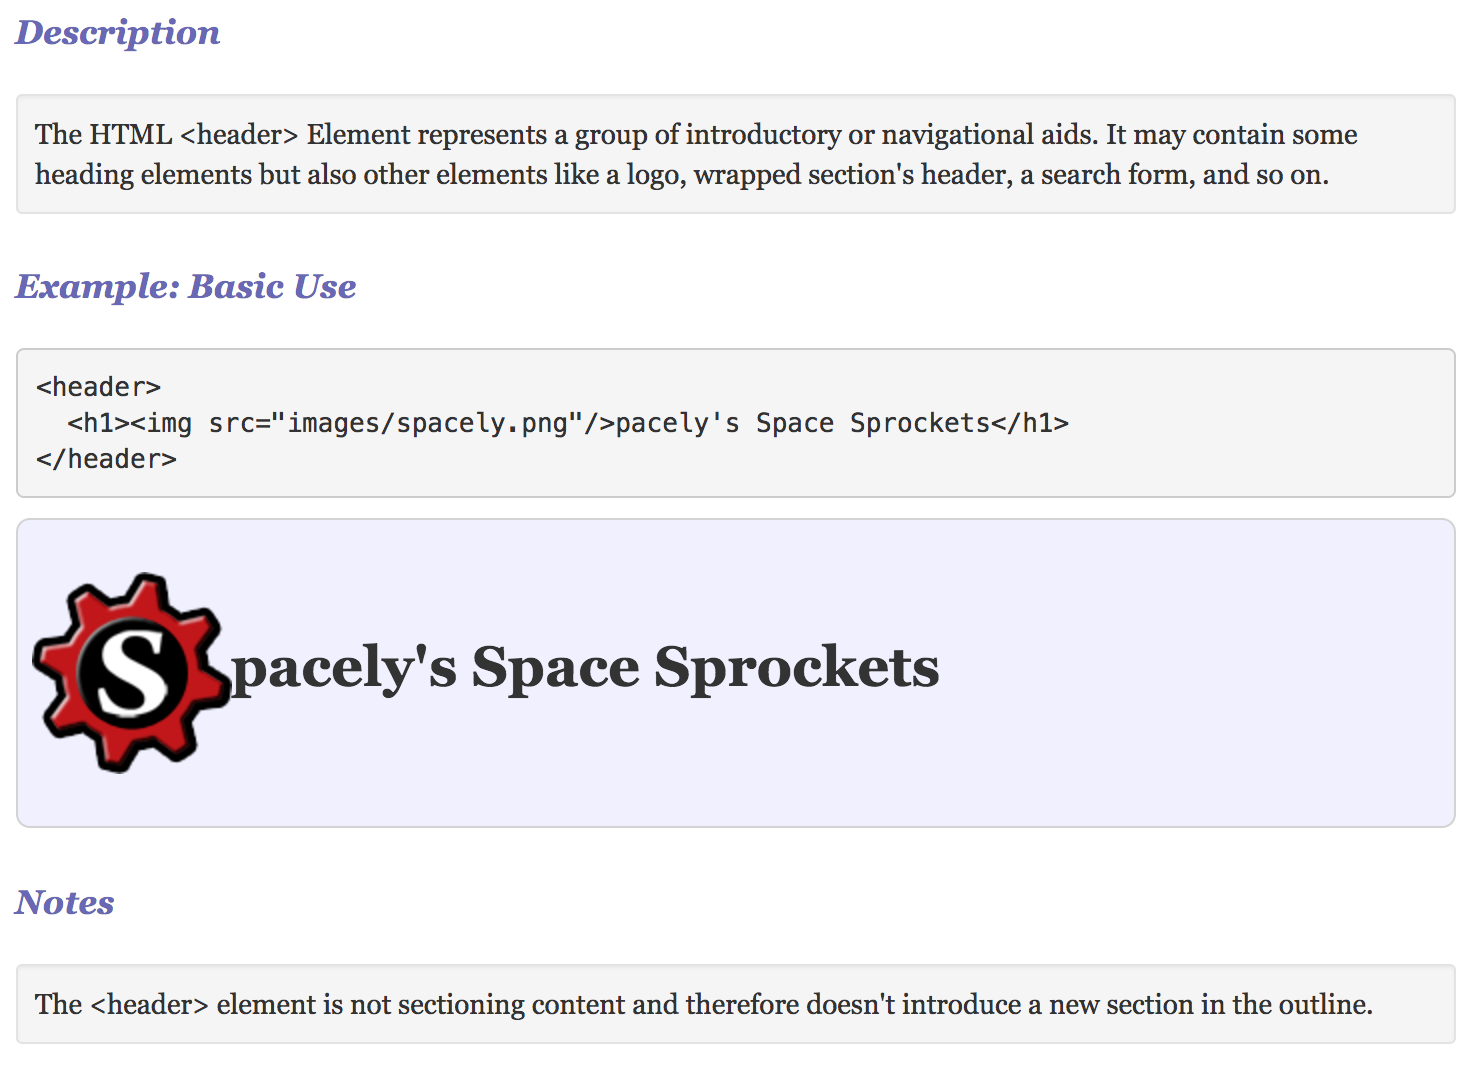 Description
The HTML <header> Element represents a group of introductory or navigational aids. It may contain some
heading elements but also other elements like a logo, wrapped section's header, a search form, and so on.
Example: Basic Use
<header>
  <h1><img src="images/spacely.png"/>pacely's Space Sprockets</h1>
</header>
S pacely's Space Sprockets
Notes
The <header> element is not sectioning content and therefore doesn't introduce a new section in the outline.